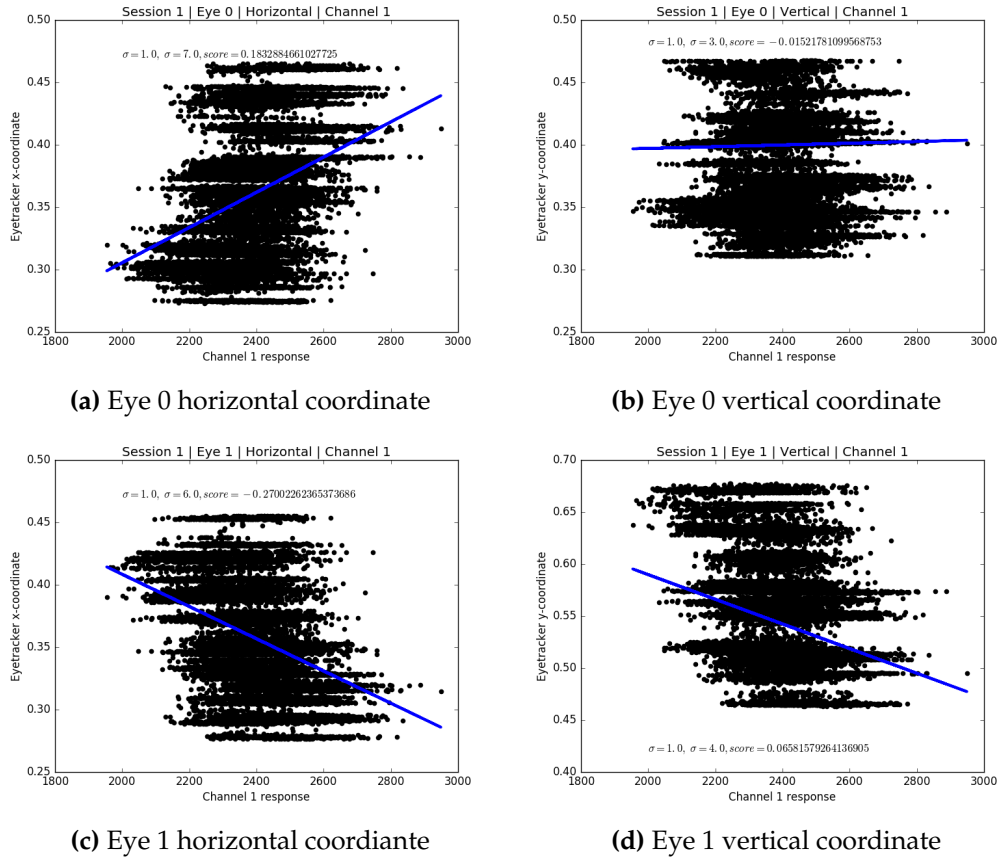 Session 1 | Eye 0 | Horizontal | Channel 1
σ = 1.0, σ = 7.0, score = 0.1832884661027725
Eyetracker x-coordinate
0.50
0.45
0.40
0.35
0.30
0.25
1800 2000 2200 2400 2600 2800 3000
Channel 1 response
(a) Eye 0 horizontal coordinate
Session 1 | Eye 0 | Vertical | Channel 1
σ = 1.0, σ = 3.0, score = −0.01521781099568753
Eyetracker y-coordinate
0.50
0.45
0.40
0.35
0.30
0.25
1800 2000 2200 2400 2600 2800 3000
Channel 1 response
(b) Eye 0 vertical coordinate
Session 1 | Eye 1 | Horizontal | Channel 1
σ = 1.0, σ = 6.0, score = −0.27002262365373686
Eyetracker x-coordinate
0.50
0.45
0.40
0.35
0.30
0.25
1800 2000 2200 2400 2600 2800 3000
Channel 1 response
(c) Eye 1 horizontal coordiante
Session 1 | Eye 1 | Vertical | Channel 1
Eyetracker y-coordinate
0.70
0.65
0.60
0.55
0.50
0.45
0.40
σ = 1.0, σ = 4.0, score = 0.06581579264136905
1800 2000 2200 2400 2600 2800 3000
Channel 1 response
(d) Eye 1 vertical coordinate